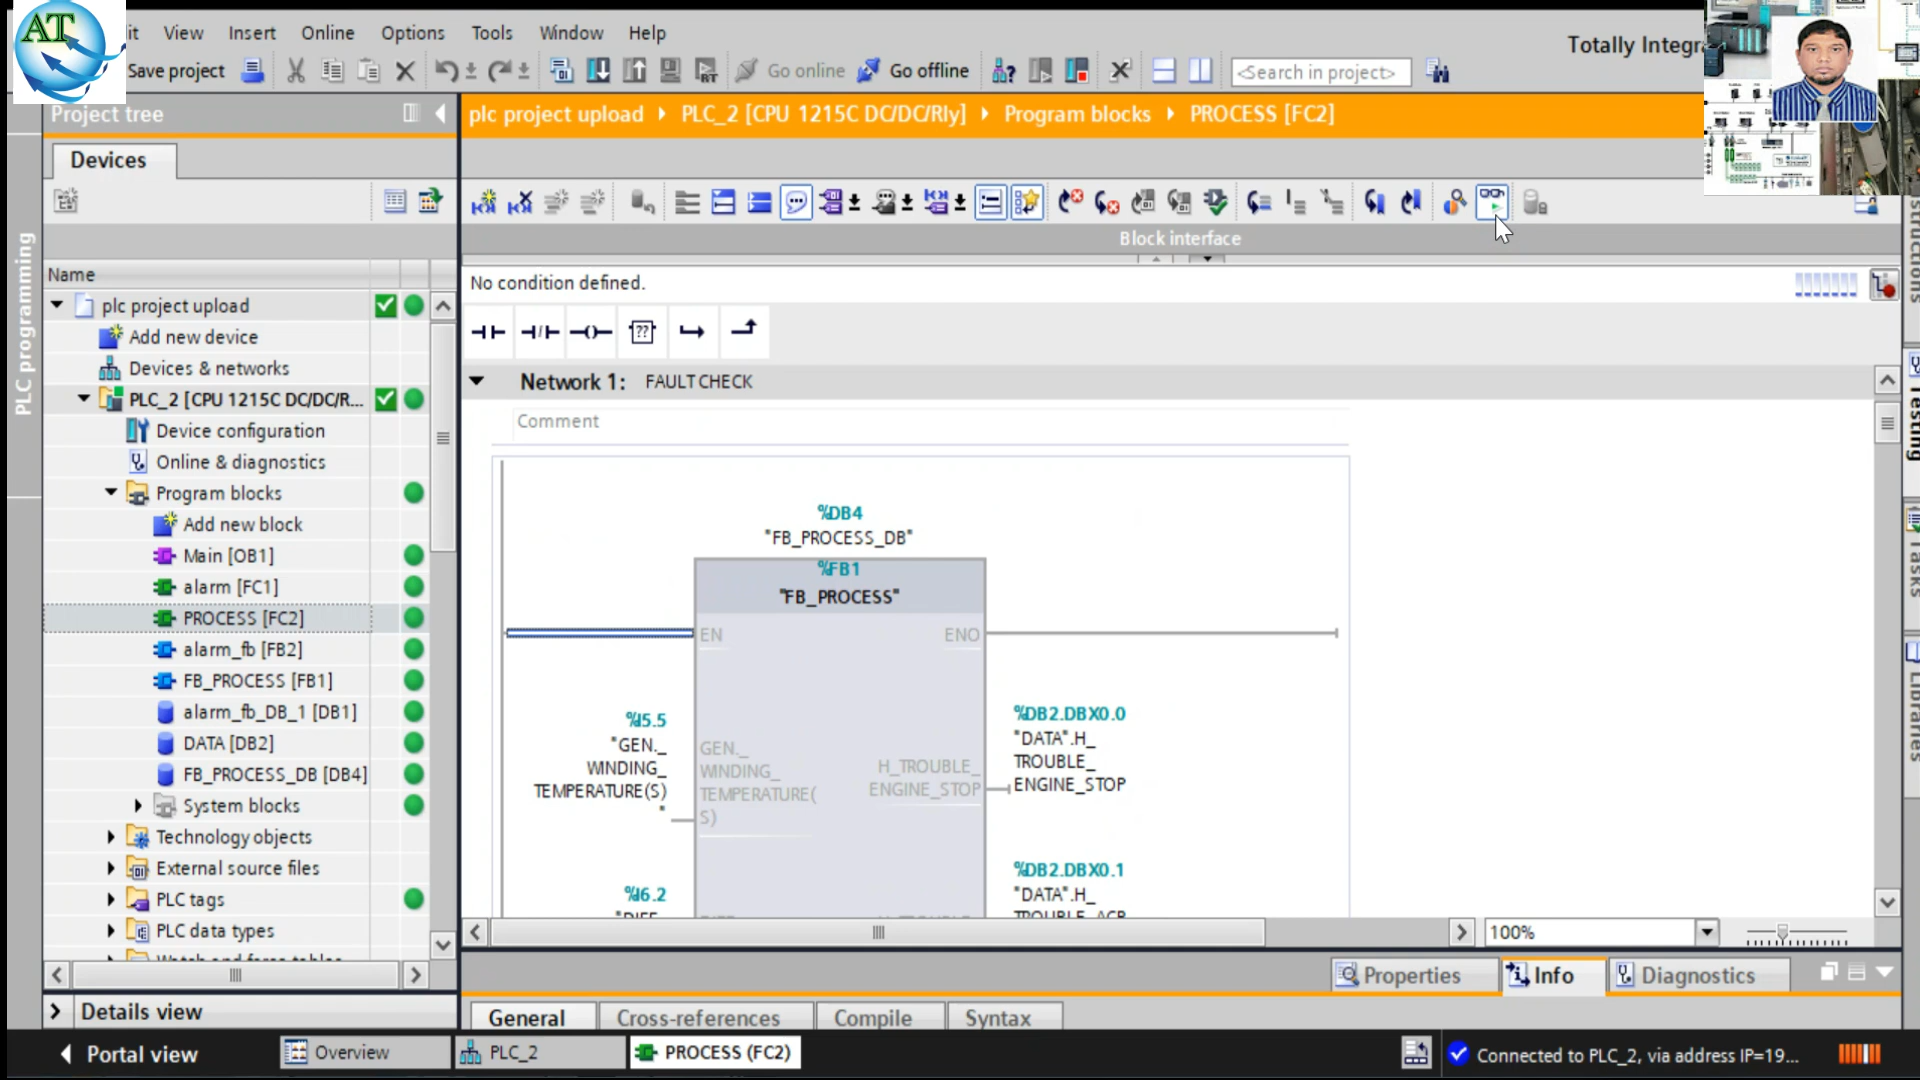 AT
it View Insert Online Options Tools Window Help
Totally Integra
Save project
Go online
Go offline
<Search in project>
Project tree
plc project upload
PLC_2 [CPU 1215C DC/DC/Rly]
Program blocks
PROCESS [FC2]
Devices
PLC programming
Block interface
Name
plc project upload
Add new device
Devices & networks
PLC_2 [CPU 1215C DC/DC/R...
Device configuration
Online & diagnostics
Program blocks
Add new block
Main [OB1]
alarm [FC1]
PROCESS [FC2]
alarm_fb [FB2]
FB_PROCESS [FB1]
alarm_fb_DB_1 [DB1]
DATA [DB2]
FB_PROCESS_DB [DB4]
System blocks
Technology objects
External source files
PLC tags
PLC data types
Details view
No condition defined.
??
Network 1: FAULT CHECK
Comment
%DB4
"FB_PROCESS_DB"
%FB1
"FB_PROCESS"
EN
ENO
%I5.5
"GEN._
WINDING_
TEMPERATURE(S)
"
GEN._
WINDING_
TEMPERATURE(
S)
H_TROUBLE_
ENGINE_STOP
%DB2.DBX0.0
"DATA".H_
TROUBLE_
ENGINE_STOP
%I6.2
%DB2.DBX0.1
"DATA".H_
100%
Testing
Tasks
Libraries
Properties
Info
Diagnostics
General
Cross-references
Compile
Syntax
Portal view
Overview
PLC_2
PROCESS (FC2)
Connected to PLC_2, via address IP=19...